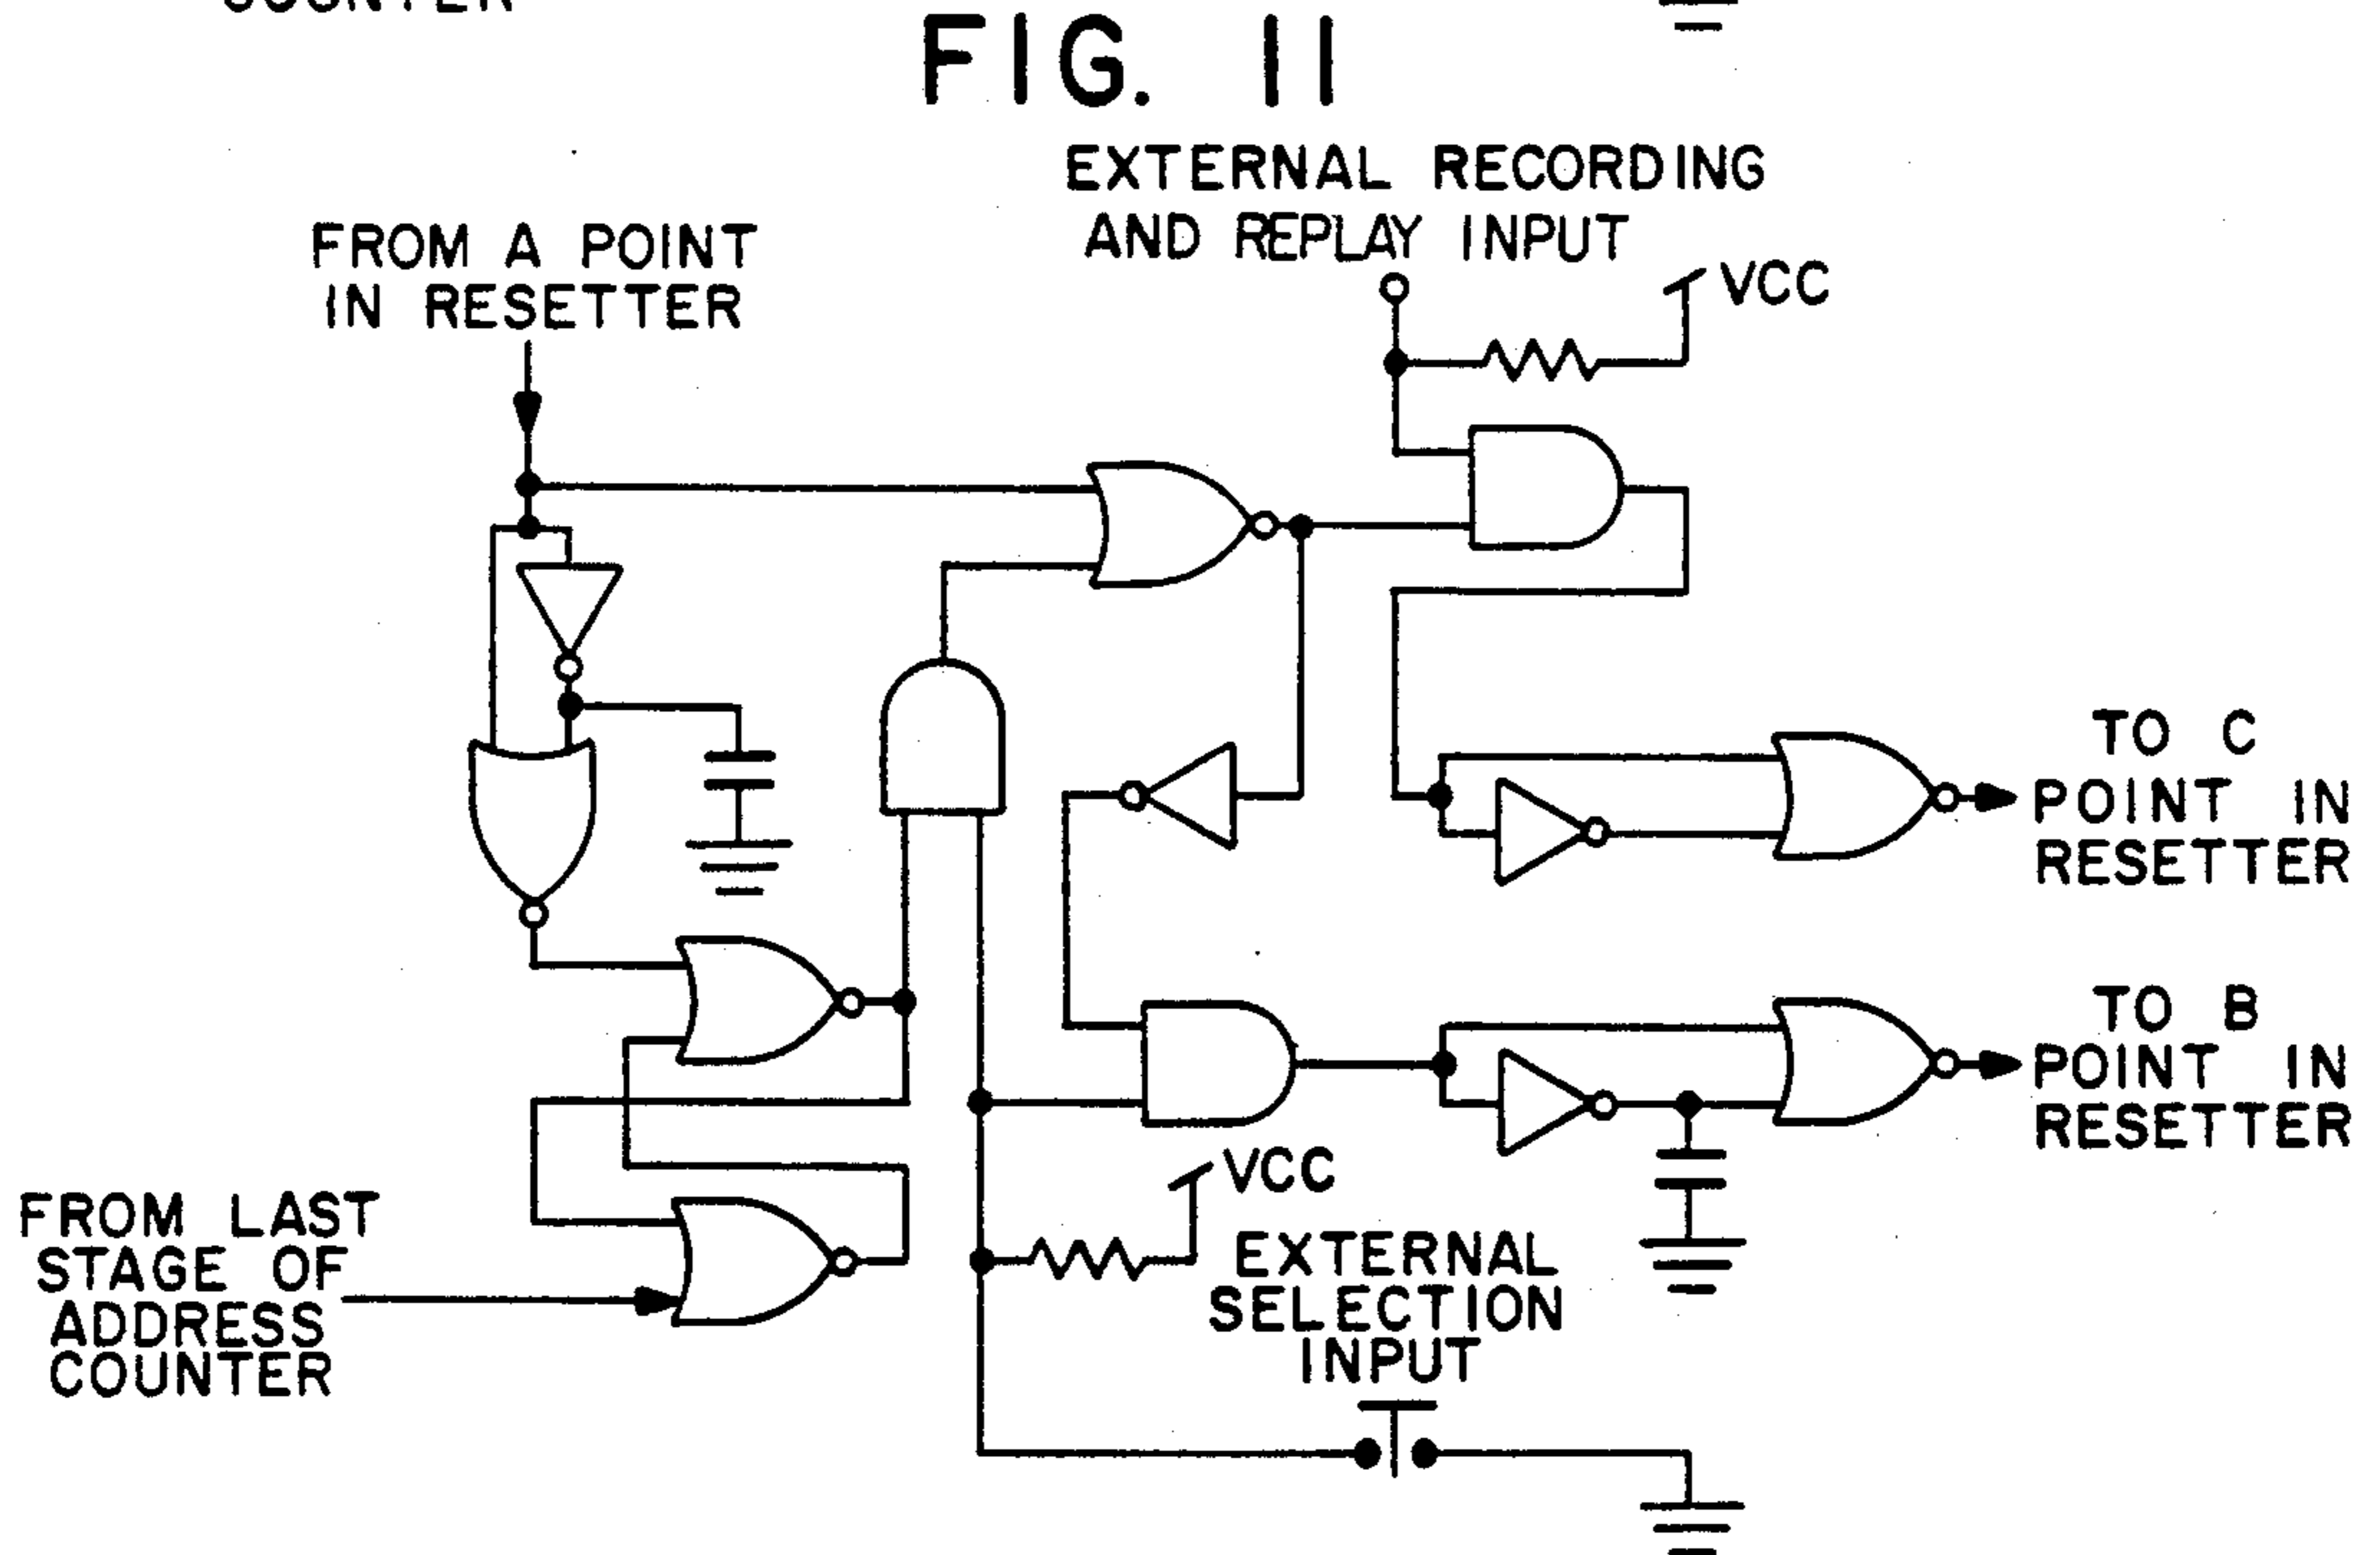 COUNTER
FIG. 11
EXTERNAL RECORDING
AND REPLAY INPUT
FROM A POINT
IN RESETTER
VCC
TO C
POINT IN
RESETTER
TO B
POINT IN
RESETTER
VCC
FROM LAST
STAGE OF
ADDRESS
COUNTER
EXTERNAL
SELECTION
INPUT